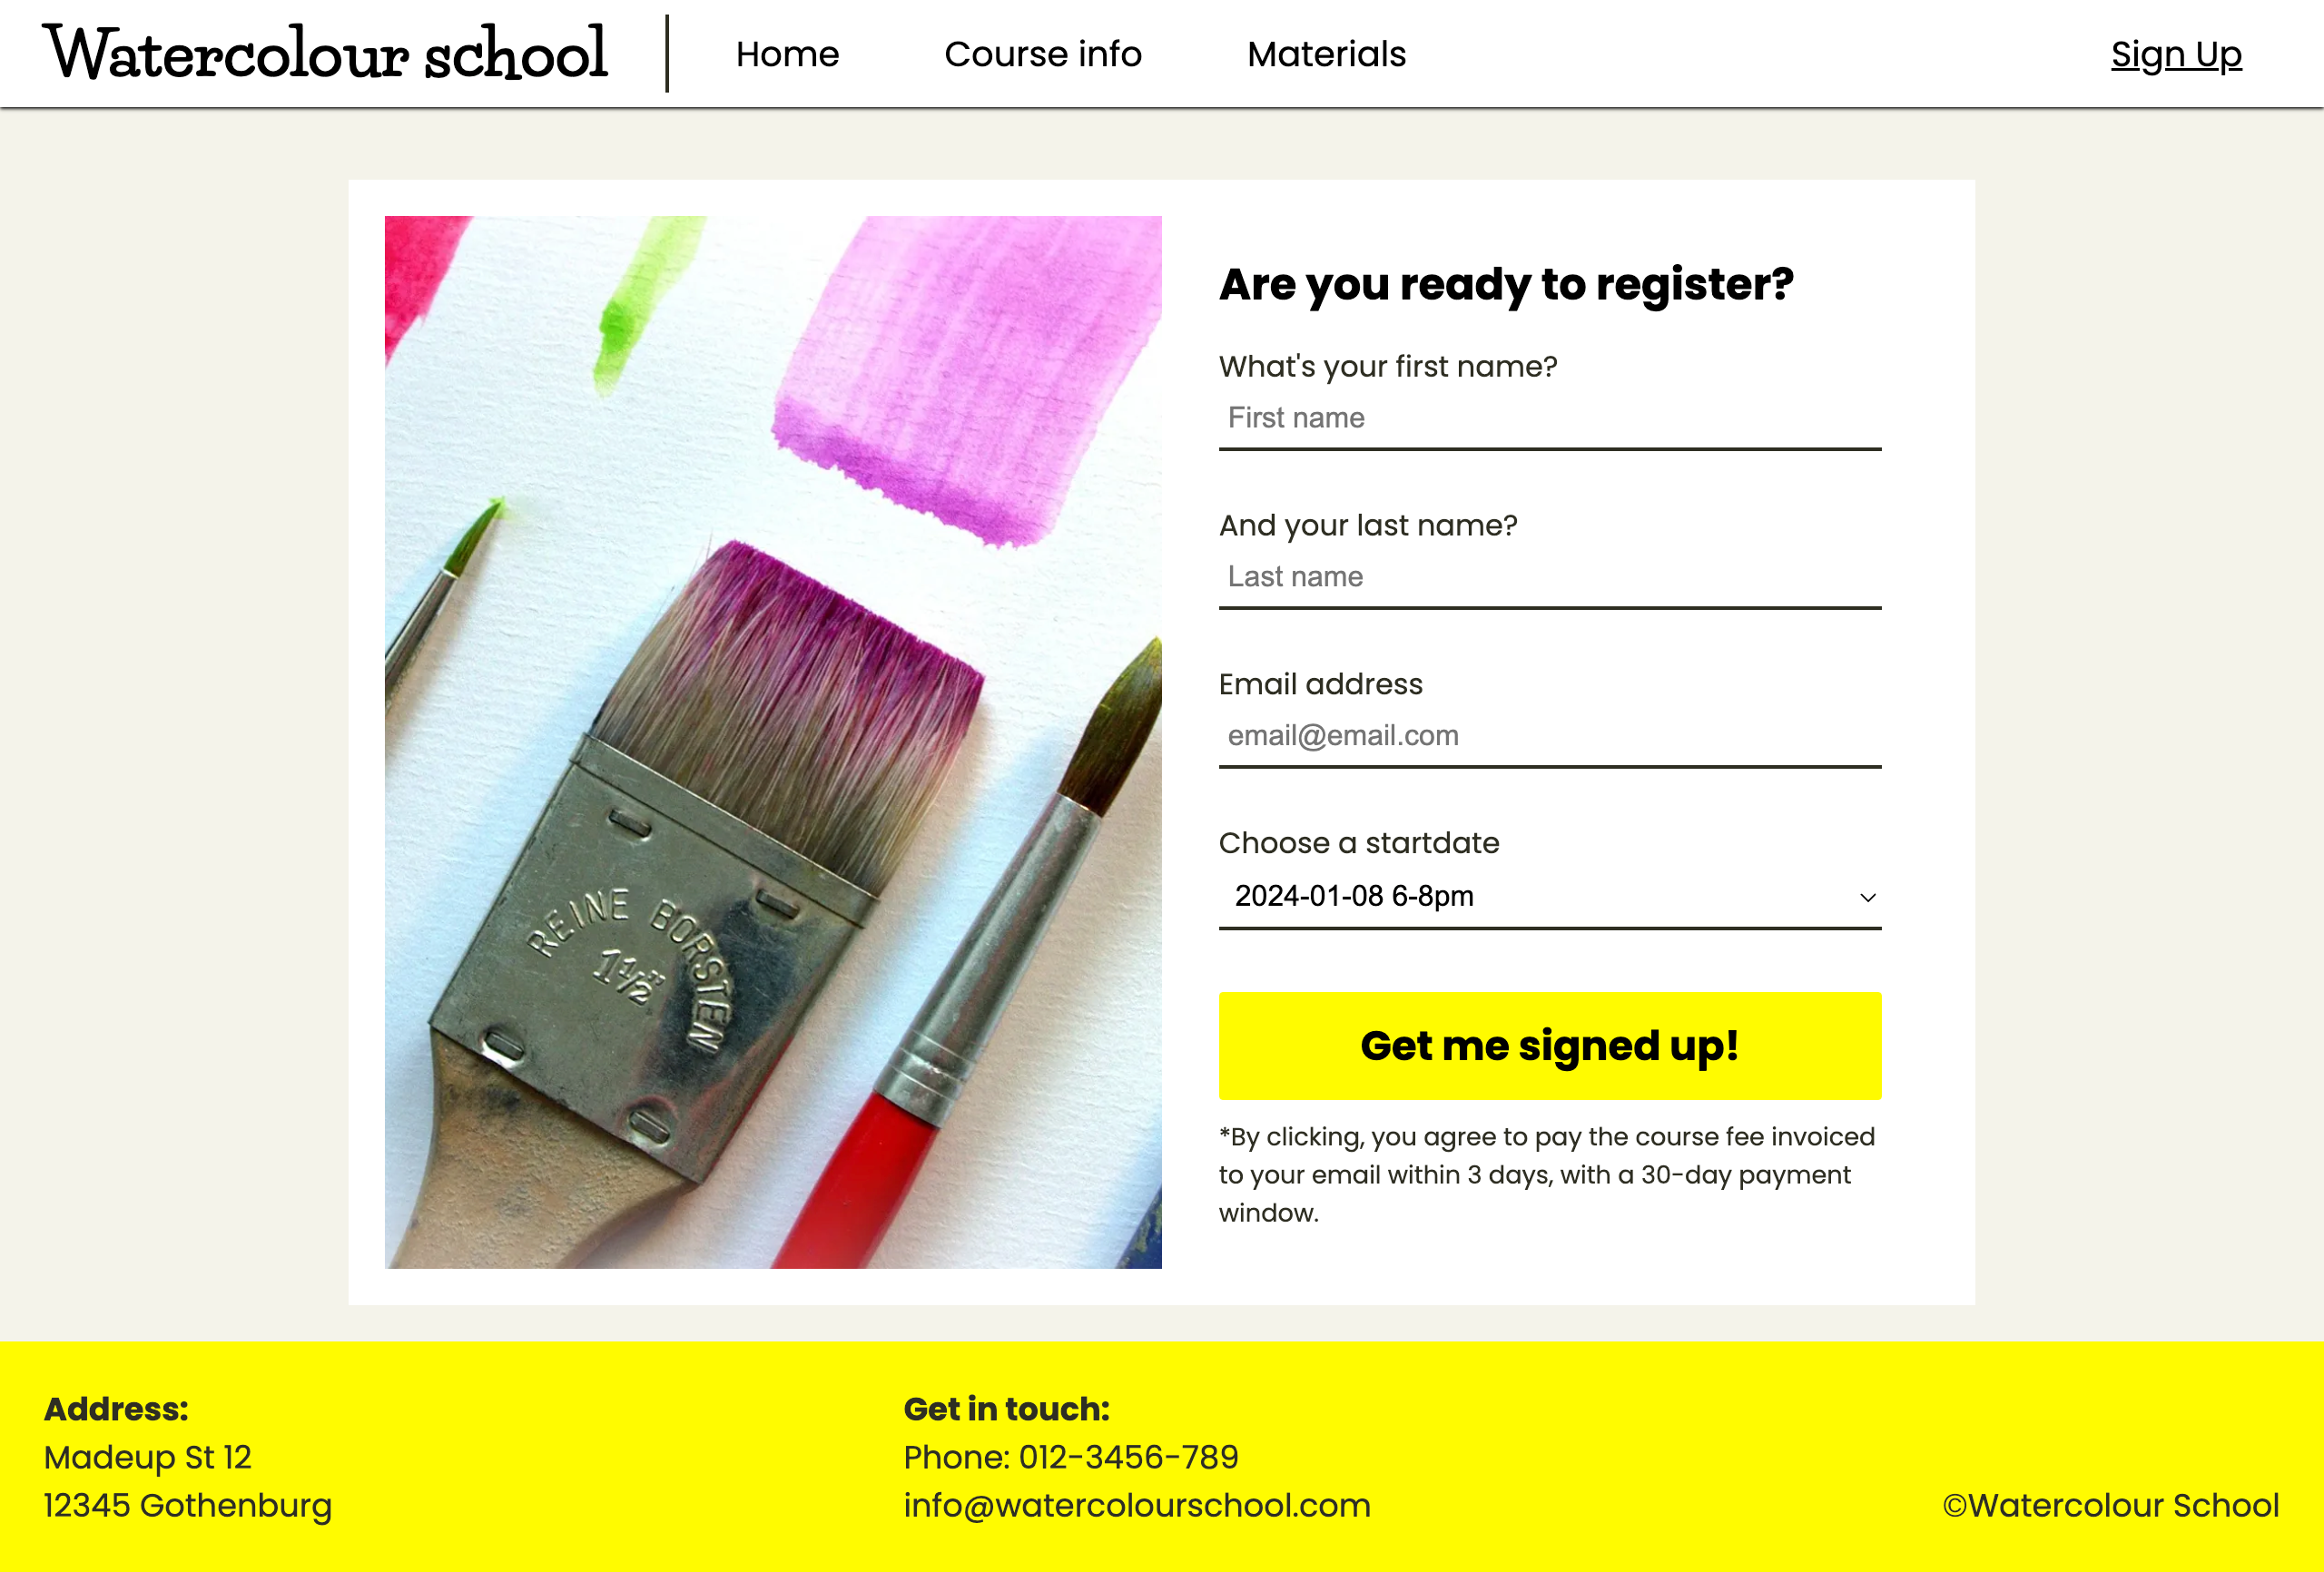 Watercolour school
Home
Course info
Materials
Sign Up
REINE BORSTEN
1½"
Are you ready to register?
What's your first name?
First name
And your last name?
Last name
Email address
email@email.com
Choose a startdate
2024-01-08 6-8pm
Get me signed up!
*By clicking, you agree to pay the course fee invoiced
to your email within 3 days, with a 30-day payment
window.
Address:
Madeup St 12
12345 Gothenburg
Get in touch:
Phone: 012-3456-789
info@watercolourschool.com
©Watercolour School